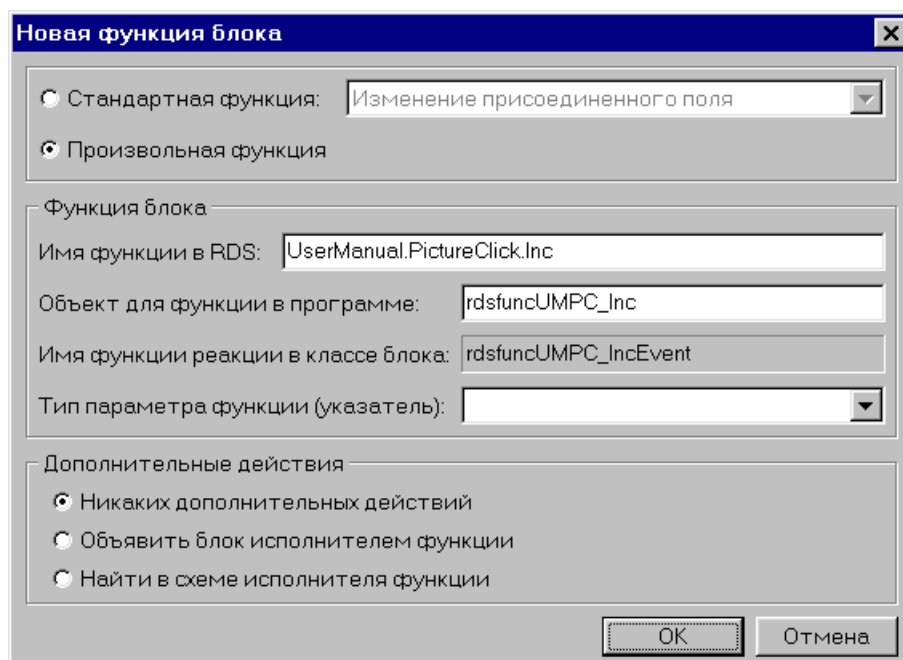 Новая функция блока
Стандартная функция: Изменение присоединенного поля
Произвольная функция
Функция блока
Имя функции в RDS: UserManual.PictureClick.Inc
Объект для функции в программе: rdsfuncUMPC_Inc
Имя функции реакции в классе блока: rdsfuncUMPC_IncEvent
Тип параметра функции (указатель):
Дополнительные действия
Никаких дополнительных действий
Объявить блок исполнителем функции
Найти в схеме исполнителя функции
OK Отмена